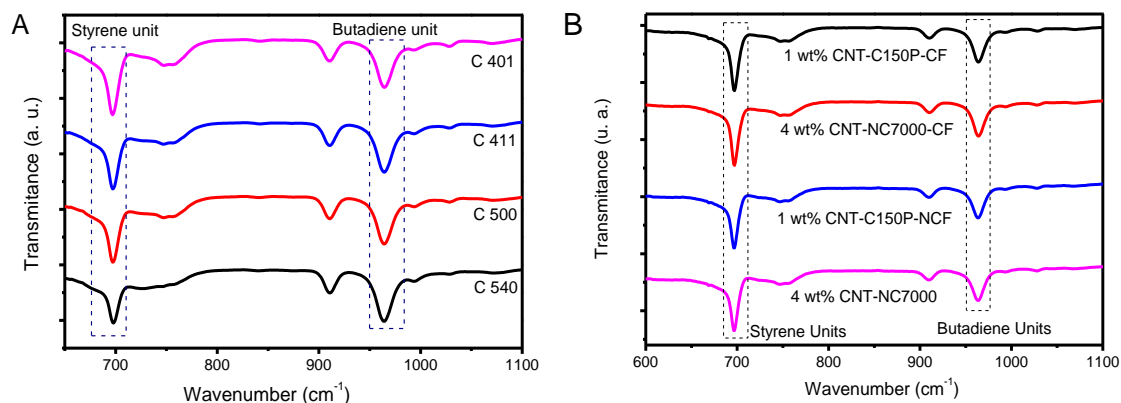 A
Styrene unit
Butadiene unit
C 401
C 411
C 500
C 540
Transmitance (a. u.)
700
800
900
1000
1100
Wavenumber (cm⁻¹)
B
1 wt% CNT-C150P-CF
4 wt% CNT-NC7000-CF
1 wt% CNT-C150P-NCF
4 wt% CNT-NC7000
Styrene Units
Butadiene Units
Transmitance (u. a.)
600
700
800
900
1000
1100
Wavenumber (cm⁻¹)